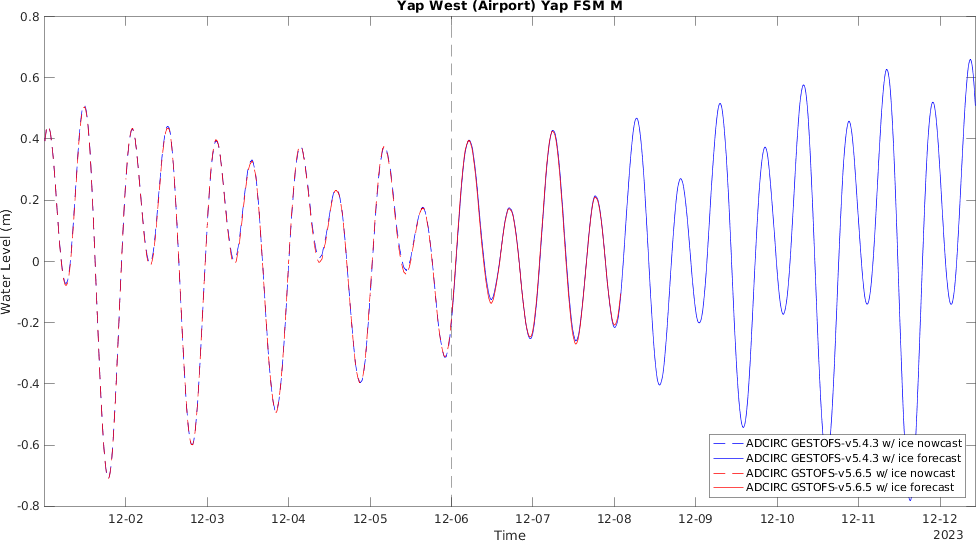 Yap West (Airport) Yap FSM M
0.8
0.6
0.4
0.2
0
-0.2
-0.4
-0.6
-0.8
Water Level (m)
ADCIRC GESTOFS-v5.4.3 w/ ice nowcast
ADCIRC GESTOFS-v5.4.3 w/ ice forecast
ADCIRC GSTOFS-v5.6.5 w/ ice nowcast
ADCIRC GSTOFS-v5.6.5 w/ ice forecast
12-02 12-03 12-04 12-05 12-06 12-07 12-08 12-09 12-10 12-11 12-12
Time
2023